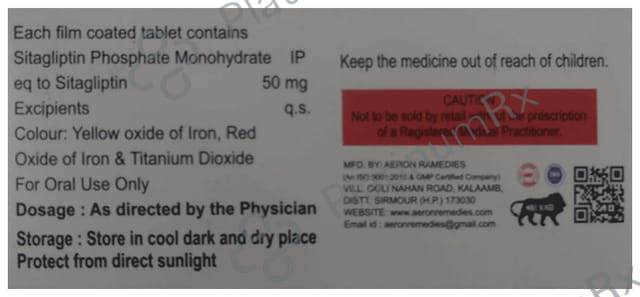 Each film coated tablet contains
Sitagliptin Phosphate Monohydrate IP
eq to Sitagliptin 50 mg
Excipients q.s.
Colour: Yellow oxide of Iron, Red
Oxide of Iron & Titanium Dioxide
For Oral Use Only
Dosage : As directed by the Physician
Storage : Store in cool dark and dry place
Protect from direct sunlight
Keep the medicine out of reach of children.
CAUTION
Not to be sold by retail without the prescription
of a Registered Medical Practitioner.
MFD. BY: AERON RAMEDIES
(An ISO 9001:2015 & GMP Certified Company)
VILL. OGLI NAHAN ROAD, KALAAMB,
DISTT. SIRMOUR (H.P.) 173030
WEBSITE: www.aeronremedies.com
Email id : aeronremedies@gmail.com
PlatinumRx